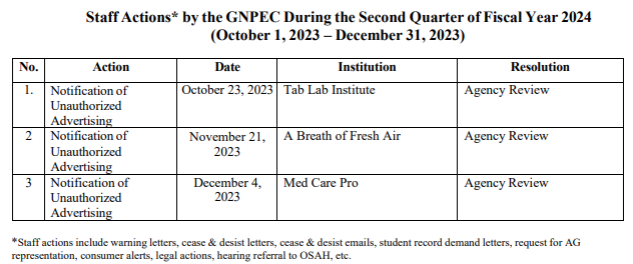 Staff Actions* by the GNPEC During the Second Quarter of Fiscal Year 2024
(October 1, 2023 – December 31, 2023)
No. Action Date Institution Resolution
1. Notification of October 23, 2023 Tab Lab Institute Agency Review
Unauthorized
Advertising
2 Notification of November 21, A Breath of Fresh Air Agency Review
Unauthorized 2023
Advertising
3 Notification of December 4, Med Care Pro Agency Review
Unauthorized 2023
Advertising
*Staff actions include warning letters, cease & desist letters, cease & desist emails, student record demand letters, request for AG
representation, consumer alerts, legal actions, hearing referral to OSAH, etc.